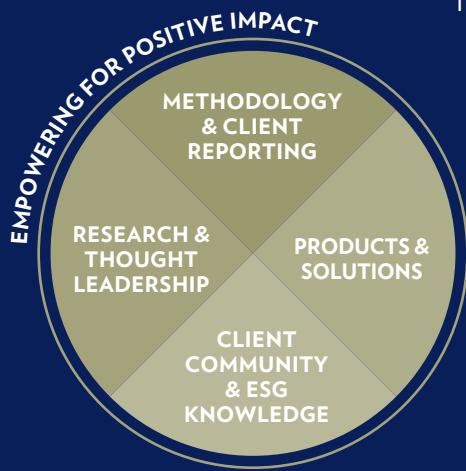 EMPOWERING FOR POSITIVE IMPACT
METHODOLOGY
& CLIENT
REPORTING
RESEARCH &
THOUGHT
LEADERSHIP
PRODUCTS &
SOLUTIONS
CLIENT
COMMUNITY
& ESG
KNOWLEDGE